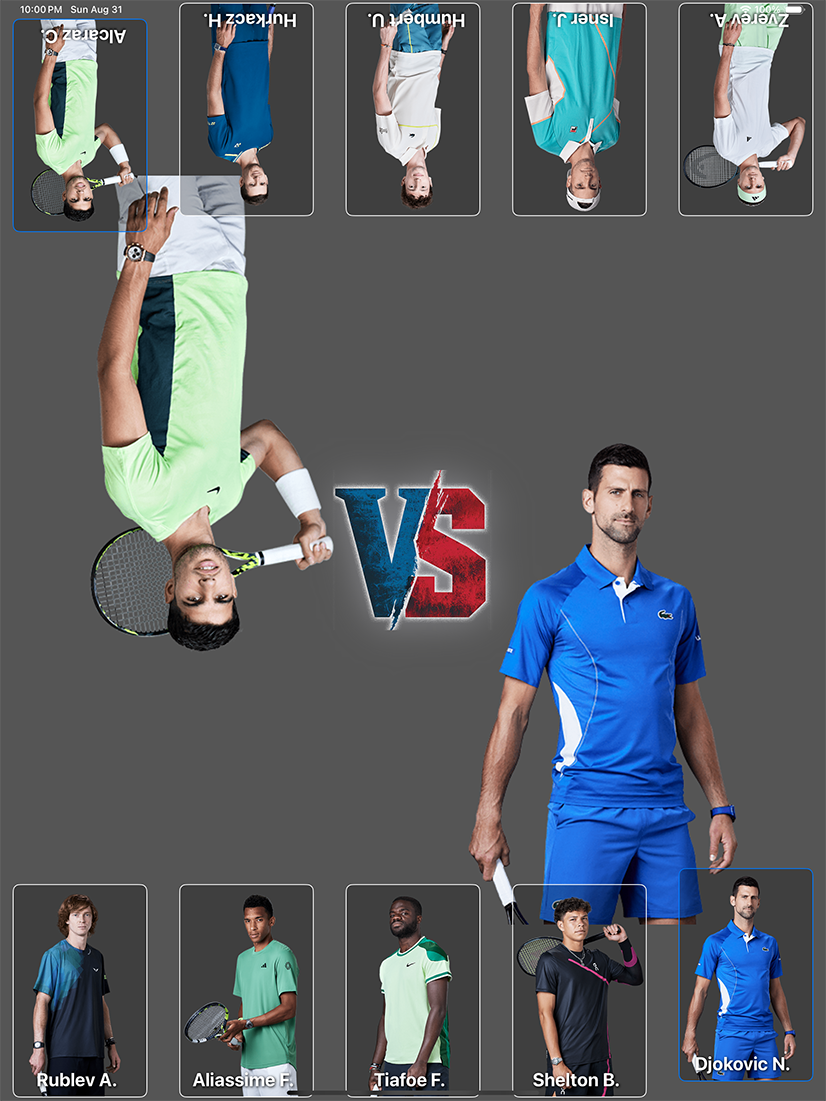 10:00 PM Sun Aug 31
100%
Alcaraz C.
Hurkacz H.
Humbert U.
Isner J.
Zverev A.
VS
Rublev A.
Aliassime F.
Tiafoe F.
Shelton B.
Djokovic N.